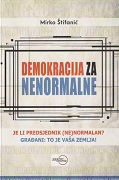 Mirko Štifanić
DEMOKRACIJA ZA
NENORMALNE
JE LI PREDSJEDNIK (NE)NORMALAN?
GRAĐANI: TO JE VAŠA ZEMLJA!